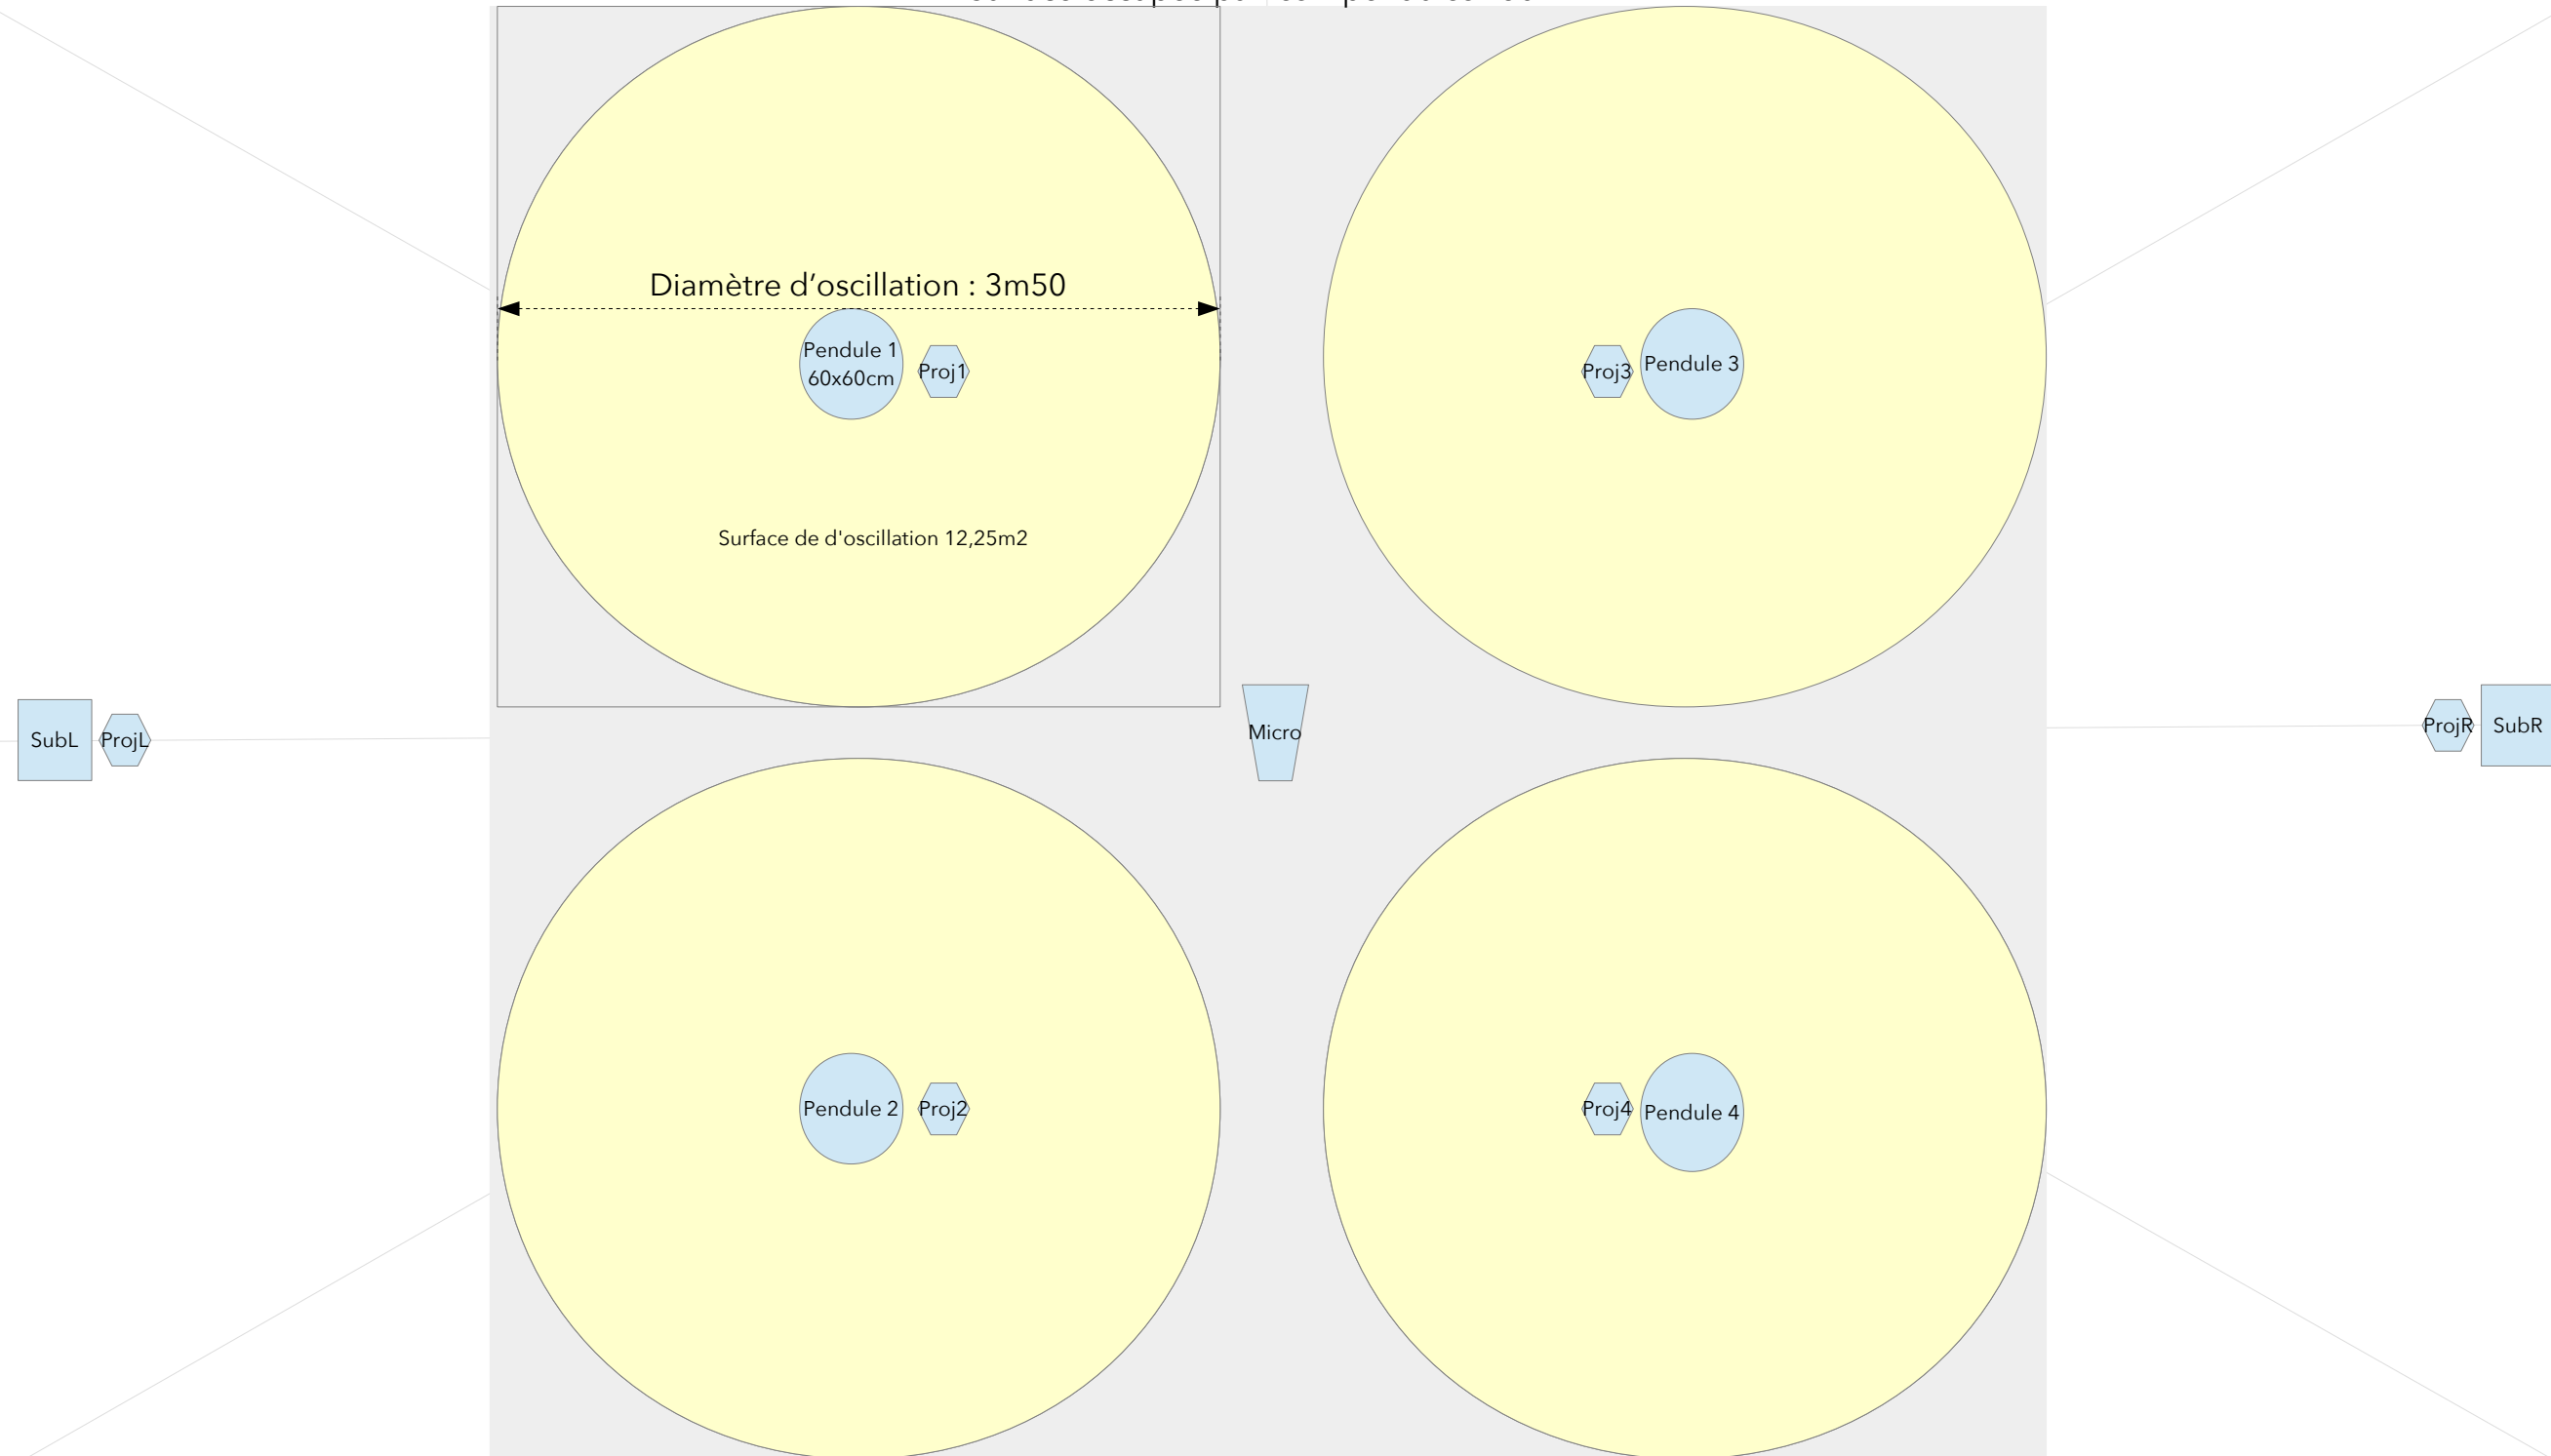 Diamètre d’oscillation : 3m50
Pendule 1
60x60cm
Proj1
Proj3
Pendule 3
Surface de d'oscillation 12,25m2
SubL
ProjL
Micro
ProjR
SubR
Pendule 2
Proj2
Proj4
Pendule 4